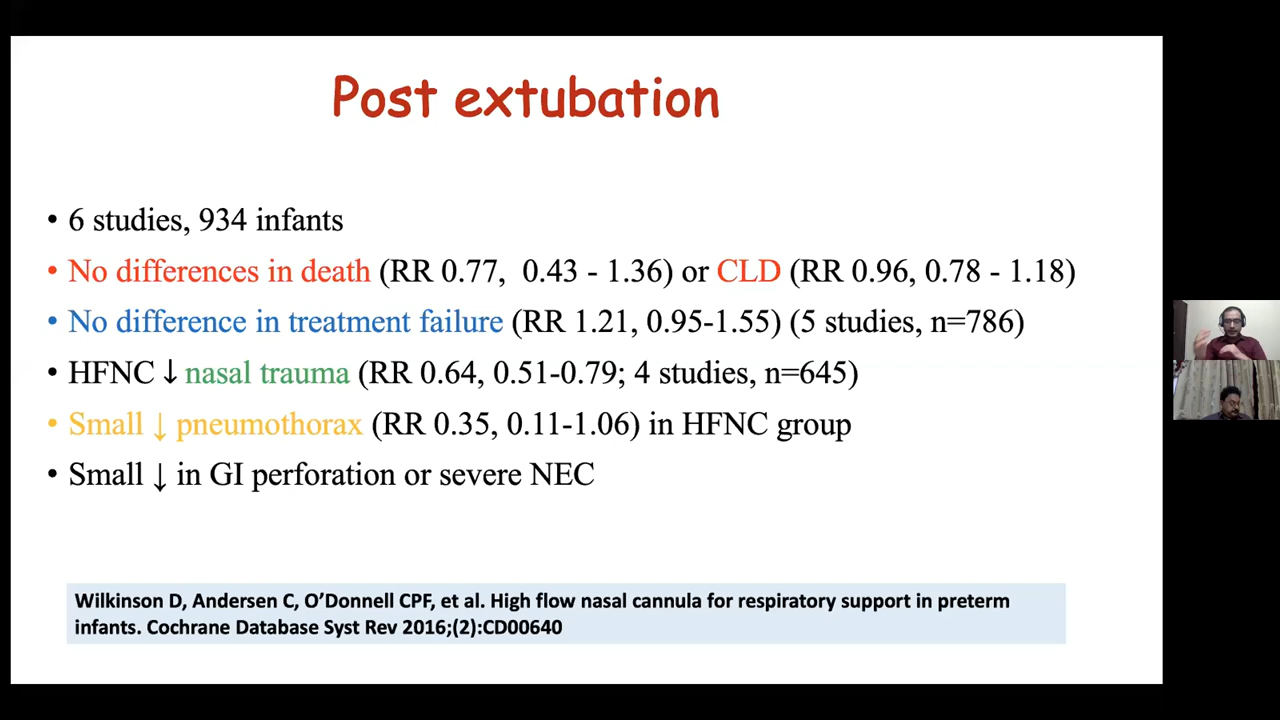 Post extubation
• 6 studies, 934 infants
• No differences in death (RR 0.77, 0.43 - 1.36) or CLD (RR 0.96, 0.78 - 1.18)
• No difference in treatment failure (RR 1.21, 0.95-1.55) (5 studies, n=786)
• HFNC ↓ nasal trauma (RR 0.64, 0.51-0.79; 4 studies, n=645)
• Small ↓ pneumothorax (RR 0.35, 0.11-1.06) in HFNC group
• Small ↓ in GI perforation or severe NEC
Wilkinson D, Andersen C, O’Donnell CPF, et al. High flow nasal cannula for respiratory support in preterm
infants. Cochrane Database Syst Rev 2016;(2):CD00640